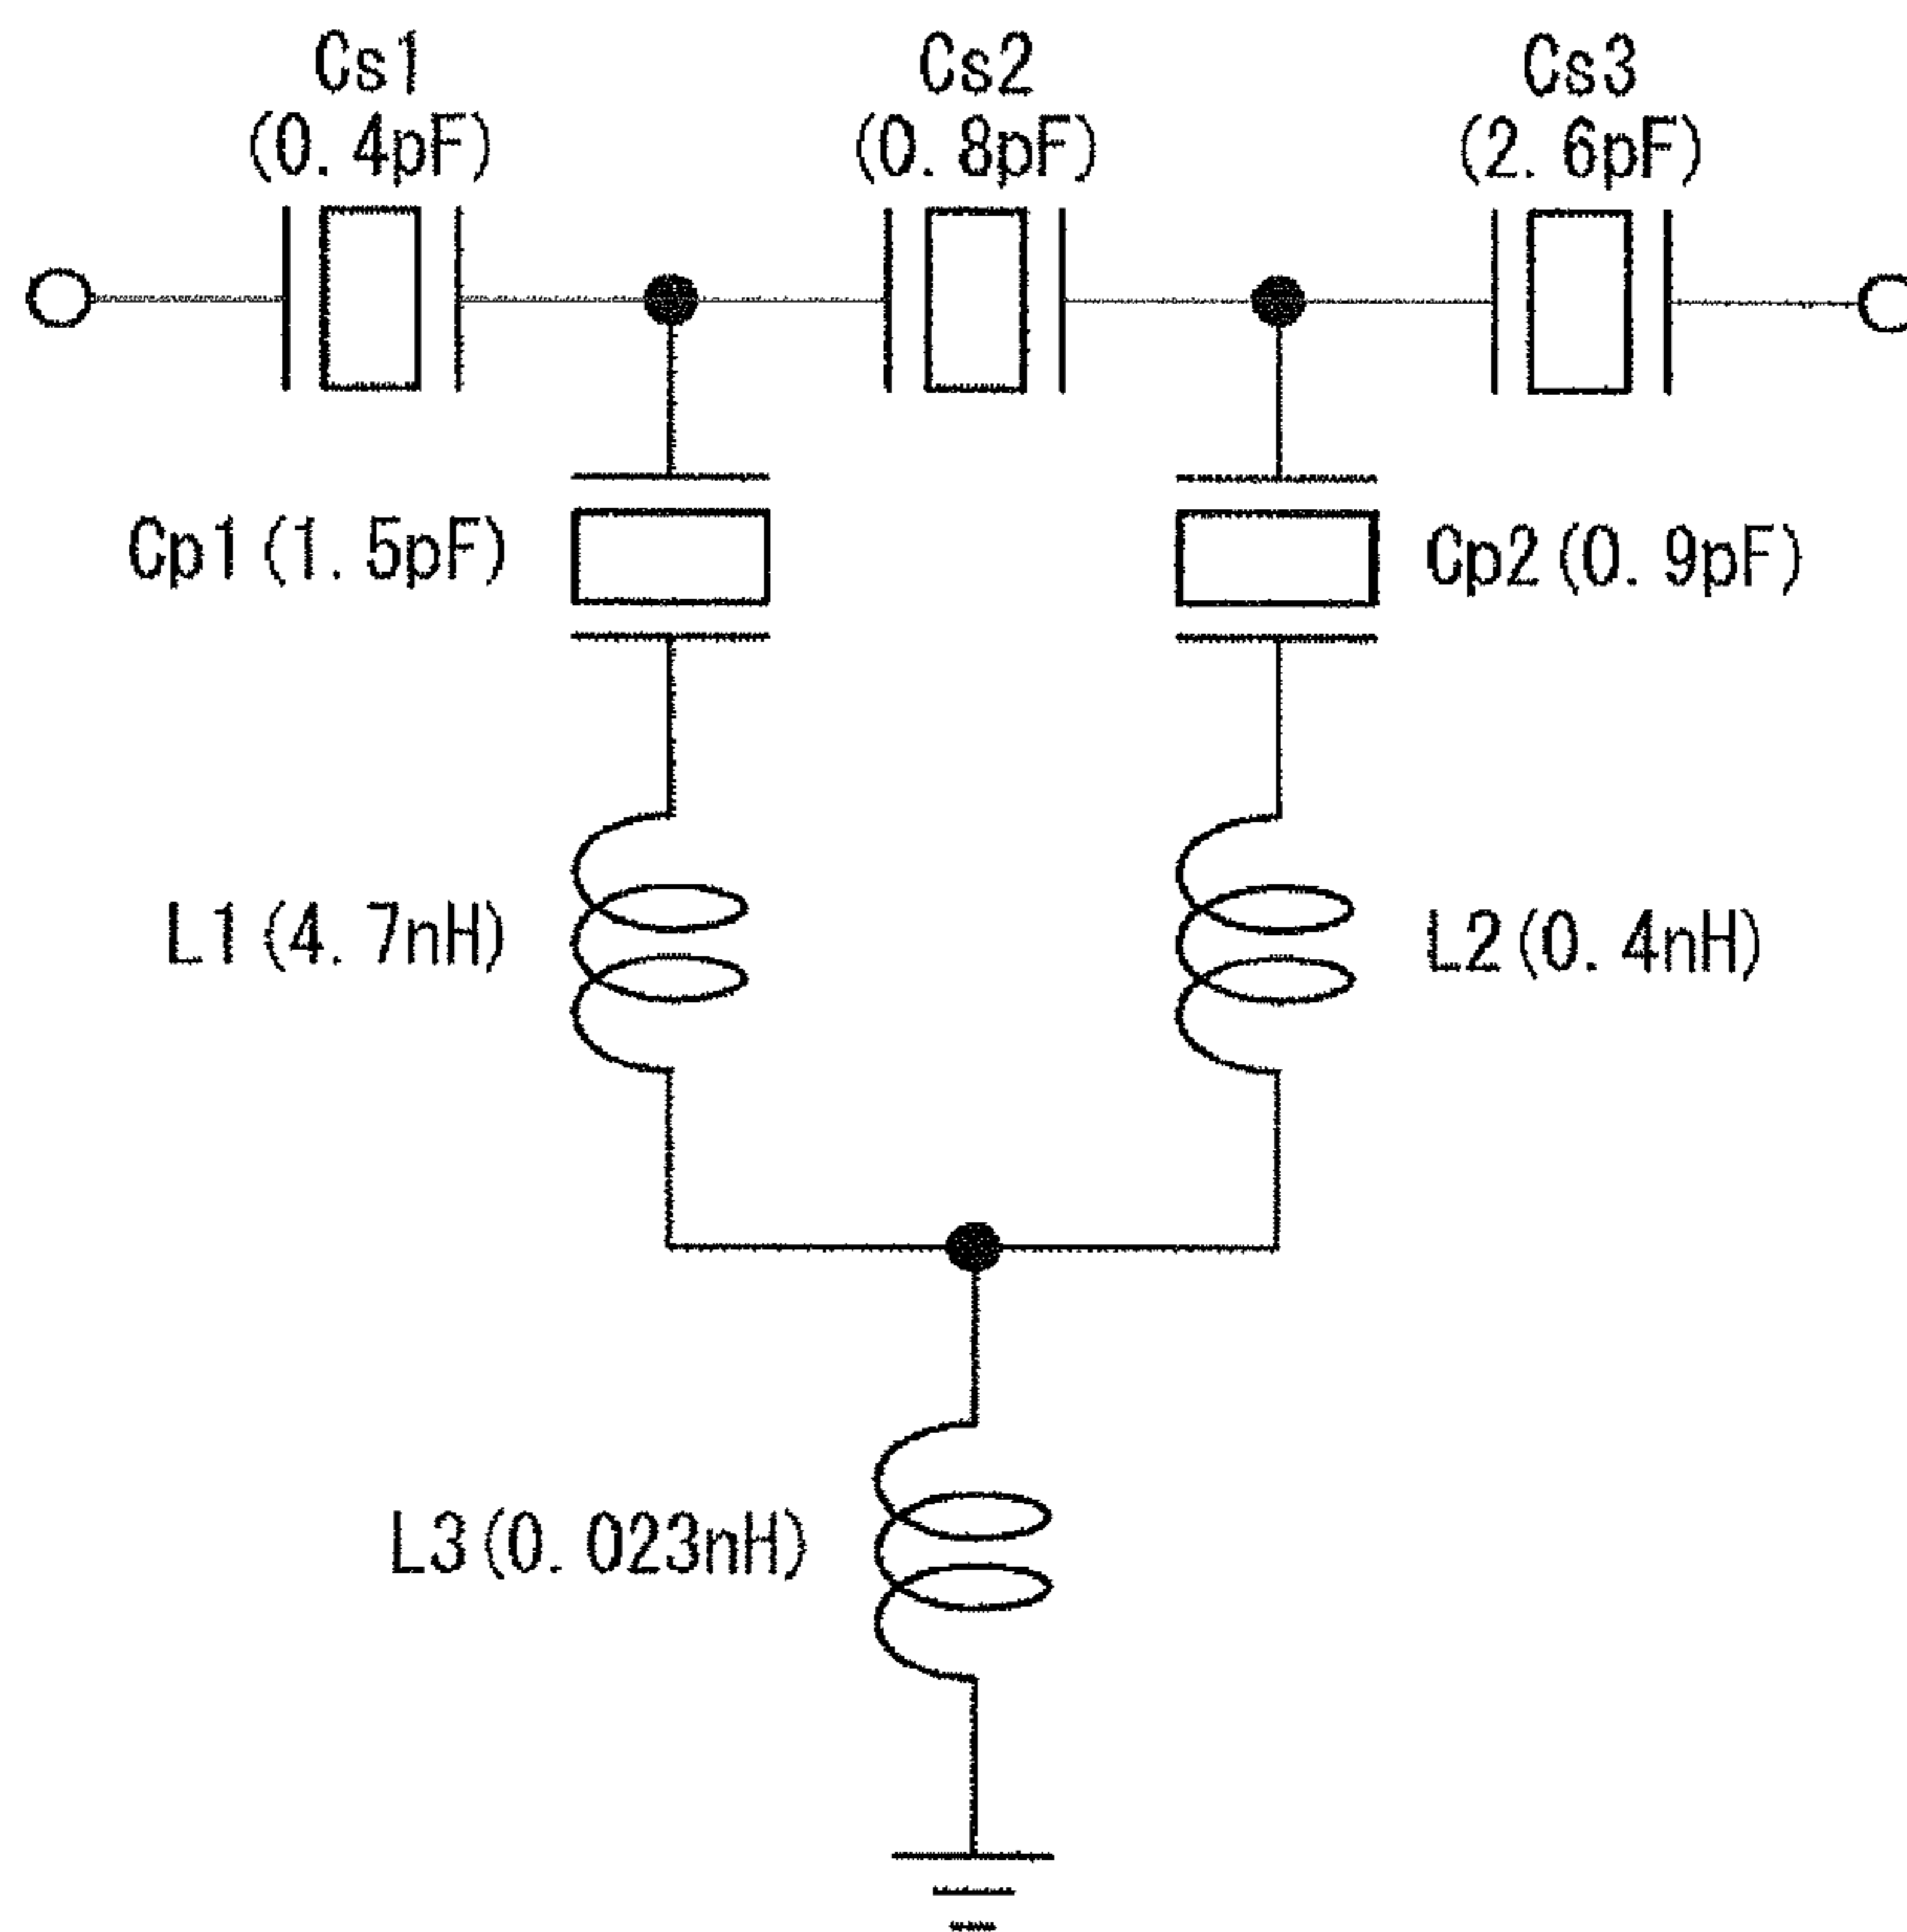 Cs1
(0.4pF)
Cs2
(0.8pF)
Cs3
(2.6pF)
Cp1(1.5pF)
Cp2(0.9pF)
L1(4.7nH)
L2(0.4nH)
L3(0.023nH)